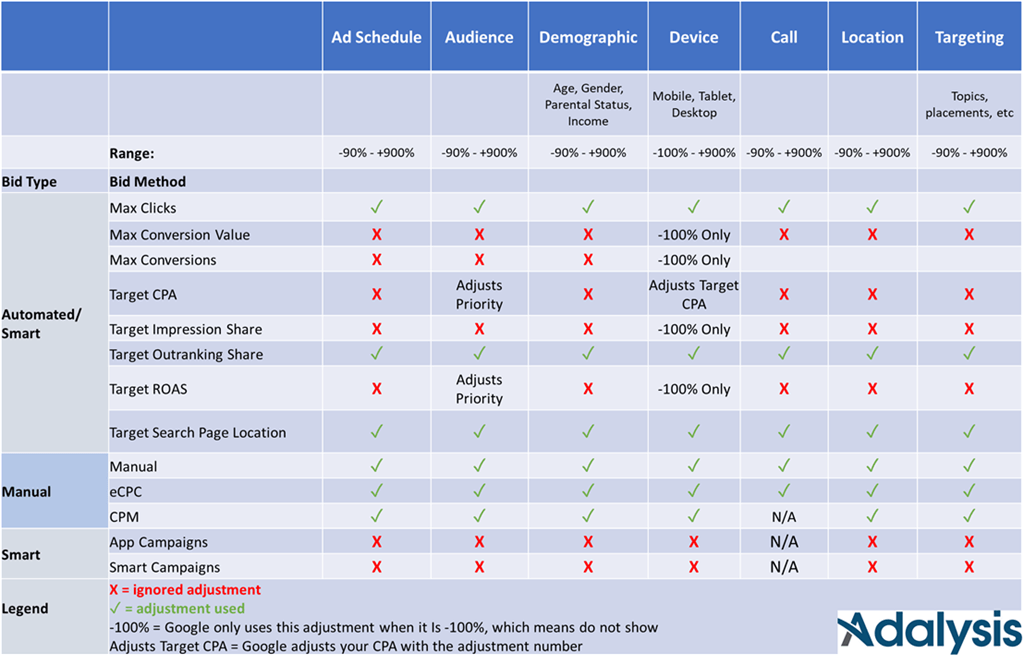 Ad Schedule Audience Demographic Device Call Location Targeting
Age, Gender,
Parental Status,
Income
Mobile, Tablet,
Desktop
Topics,
placements, etc
Range: -90% - +900% -90% - +900% -90% - +900% -100% - +900% -90% - +900% -90% - +900% -90% - +900%
Bid Type Bid Method
Automated/
Smart
Max Clicks ✓ ✓ ✓ ✓ ✓ ✓ ✓
Max Conversion Value X X X -100% Only X X X
Max Conversions X X X -100% Only
Target CPA X Adjusts
Priority X Adjusts Target
CPA X X X
Target Impression Share X X X -100% Only X X X
Target Outranking Share ✓ ✓ ✓ ✓ ✓ ✓ ✓
Target ROAS X Adjusts
Priority X -100% Only X X X
Target Search Page Location ✓ ✓ ✓ ✓ ✓ ✓ ✓
Manual
Manual ✓ ✓ ✓ ✓ ✓ ✓ ✓
eCPC ✓ ✓ ✓ ✓ ✓ ✓ ✓
CPM ✓ ✓ ✓ ✓ N/A ✓ ✓
Smart
App Campaigns X X X X N/A X X
Smart Campaigns X X X X N/A X X
Legend
X = ignored adjustment
✓ = adjustment used
-100% = Google only uses this adjustment when it Is -100%, which means do not show
Adjusts Target CPA = Google adjusts your CPA with the adjustment number
Adalysis